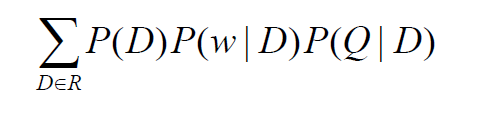 ∑ P(D)P(w | D)P(Q | D)
D∈R